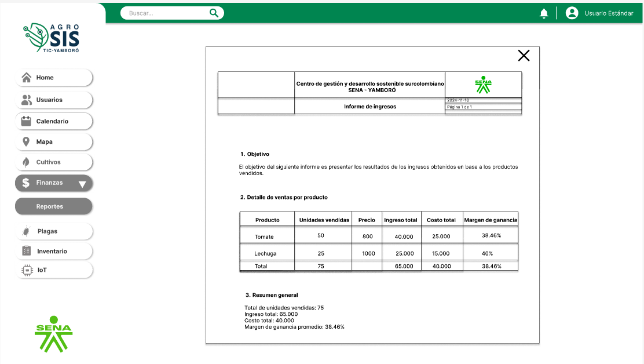 AGRO
SIS
TIC-YAMBORÓ
Buscar...
Usuario Estándar
Home
Usuarios
Calendario
Mapa
Cultivos
Finanzas
Reportes
Plagas
Inventario
IoT
SENA
Centro de gestión y desarrollo sostenible surcolombiano
SENA - YAMBORÓ
SENA
Informe de ingresos
Página 1 de 1
1. Objetivo
El objetivo del siguiente informe es presentar los resultados de los ingresos obtenidos en base a los productos
vendidos.
2. Detalle de ventas por producto
Producto Unidades vendidas Precio Ingreso total Costo total Margen de ganancia
Tomate 50 800 40.000 25.000 38.46%
Lechuga 25 1000 25.000 15.000 40%
Total 75 65.000 40.000 38.46%
3. Resumen general
Total de unidades vendidas: 75
Ingreso total: 65.000
Costo total: 40.000
Margen de ganancia promedio: 38.46%